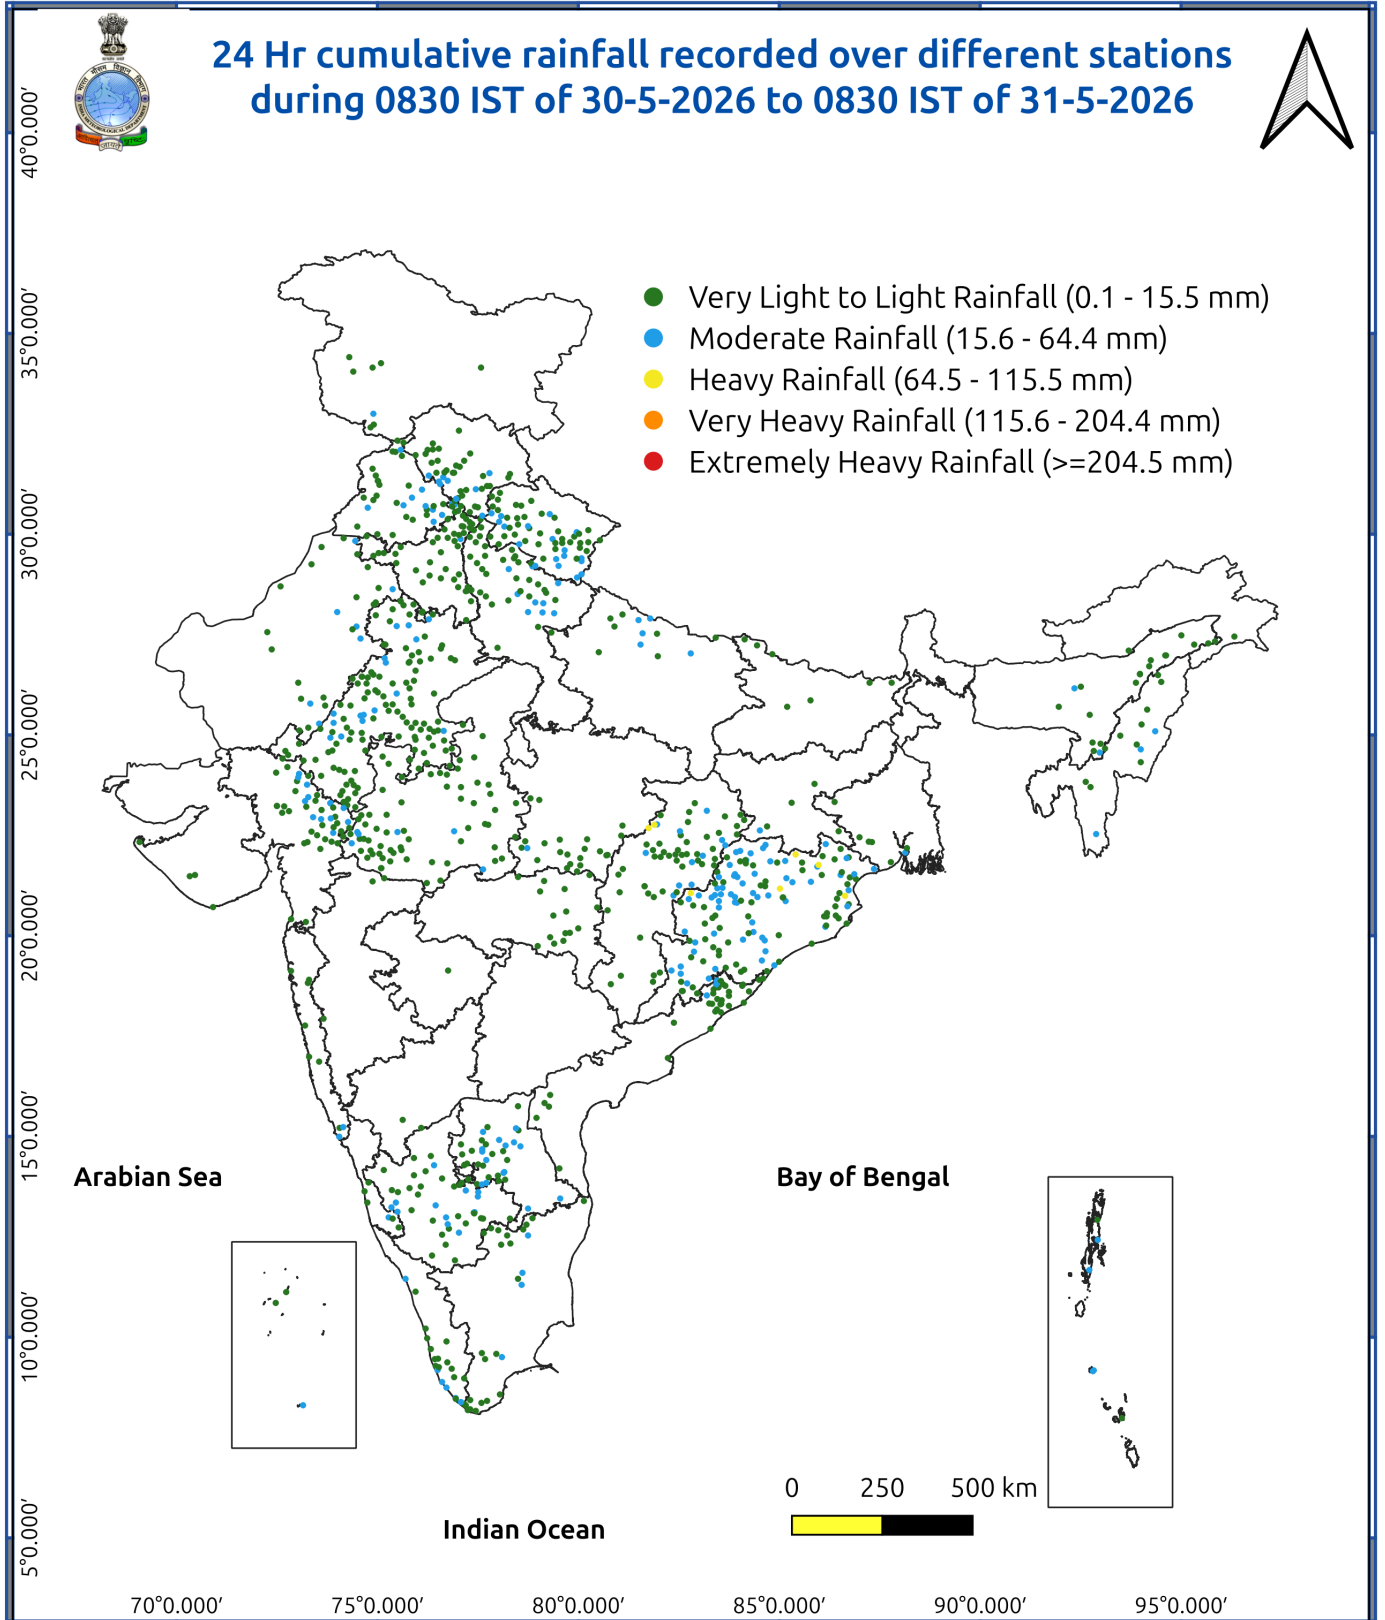 24 Hr cumulative rainfall recorded over different stations
during 0830 IST of 30-5-2026 to 0830 IST of 31-5-2026
Very Light to Light Rainfall (0.1 - 15.5 mm)
Moderate Rainfall (15.6 - 64.4 mm)
Heavy Rainfall (64.5 - 115.5 mm)
Very Heavy Rainfall (115.6 - 204.4 mm)
Extremely Heavy Rainfall (>=204.5 mm)
40°0.000′
35°0.000′
30°0.000′
25°0.000′
20°0.000′
15°0.000′
10°0.000′
5°0.000′
Arabian Sea
Bay of Bengal
Indian Ocean
0 250 500 km
70°0.000′ 75°0.000′ 80°0.000′ 85°0.000′ 90°0.000′ 95°0.000′